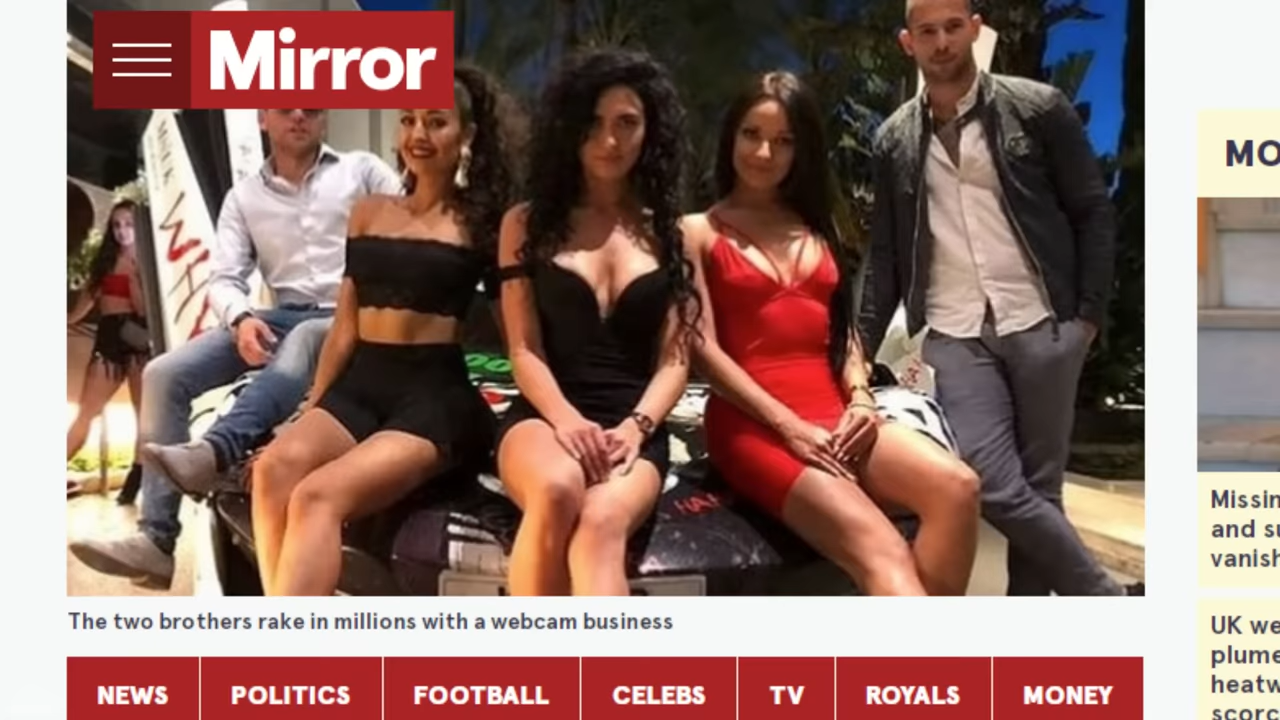 Mirror
WHY
The two brothers rake in millions with a webcam business
NEWS
POLITICS
FOOTBALL
CELEBS
TV
ROYALS
MONEY
MO
Missin
and su
vanish
UK we
plume
heatw
scorc